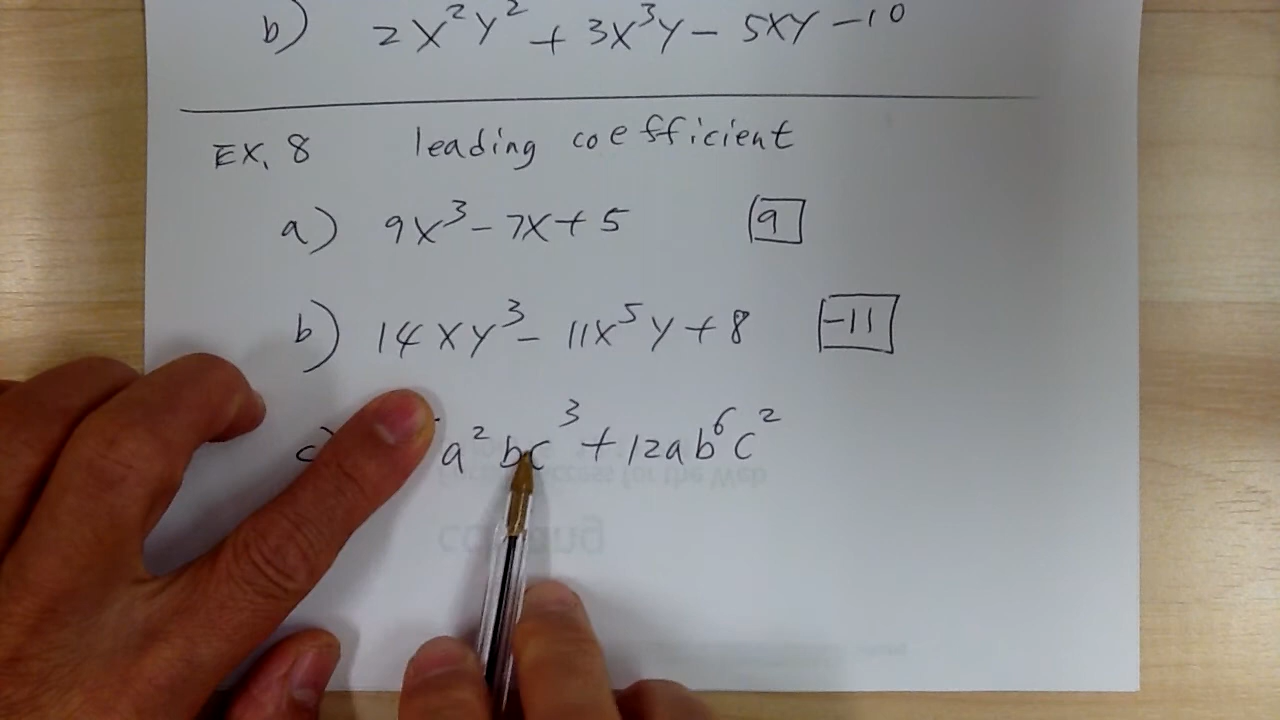 b) 2x²y² + 3x³y - 5xy - 10
EX. 8 leading coefficient
a) 9x³ - 7x + 5 9
b) 14xy³ - 11x⁵y + 8 -11
c) a²bc³ + 12ab⁶c²